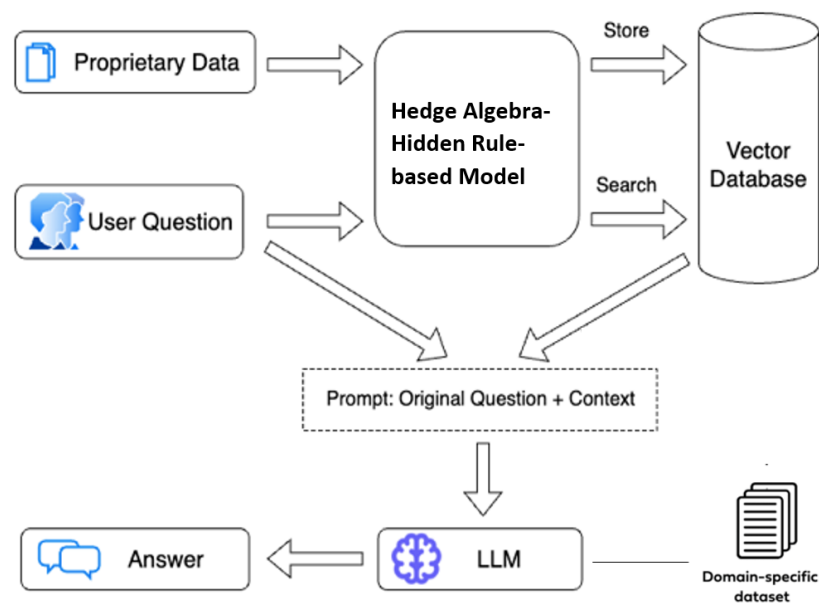 Proprietary Data
Store
Hedge Algebra-
Hidden Rule-
based Model
Vector
Database
User Question
Search
Prompt: Original Question + Context
Answer
LLM
Domain-specific
dataset